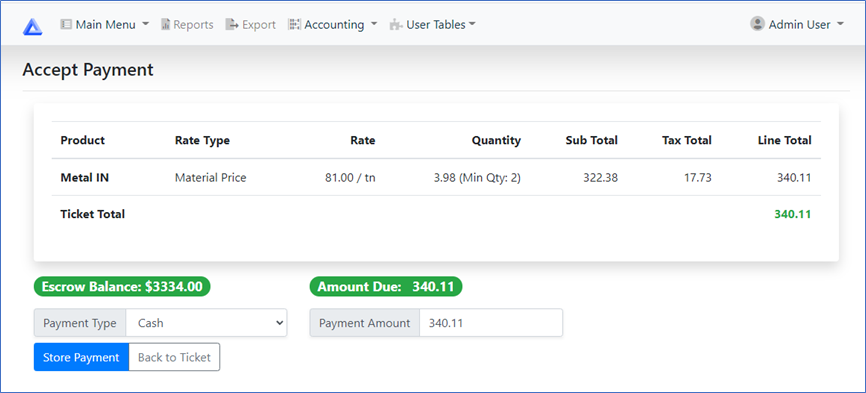 Main Menu Reports Export Accounting User Tables Admin User
Accept Payment
Product Rate Type Rate Quantity Sub Total Tax Total Line Total
Metal IN Material Price 81.00 / tn 3.98 (Min Qty: 2) 322.38 17.73 340.11
Ticket Total 340.11
Escrow Balance: $3334.00 Amount Due: 340.11
Payment Type Cash Payment Amount 340.11
Store Payment Back to Ticket